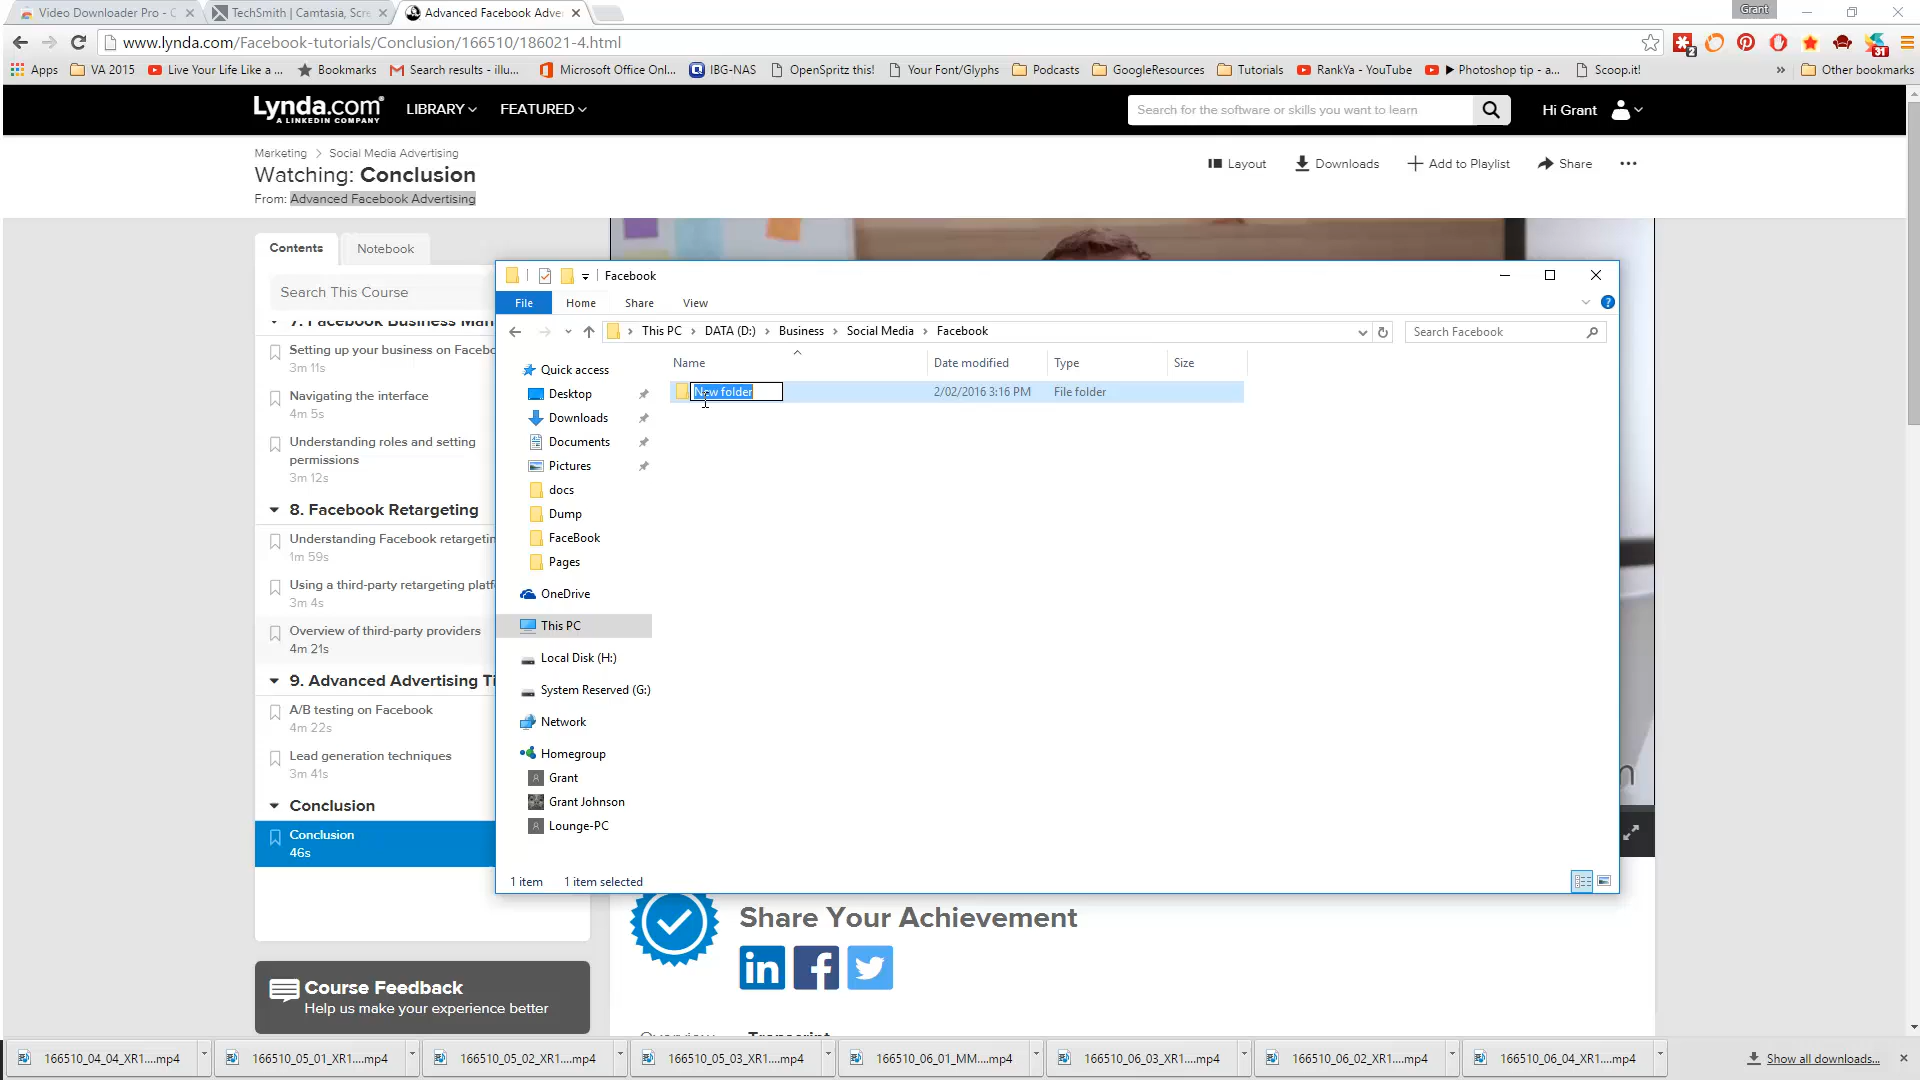 Video Downloader Pro - C
TechSmith | Camtasia, Scre
Advanced Facebook Adve
Grant
www.lynda.com/Facebook-tutorials/Conclusion/166510/186021-4.html
2
31
Apps
VA 2015
Live Your Life Like a ...
Bookmarks
Search results - illu...
Microsoft Office Onl...
IBG-NAS
OpenSpritz this!
Your Font/Glyphs
Podcasts
GoogleResources
Tutorials
RankYa - YouTube
Photoshop tip - a...
Scoop.it!
»
Other bookmarks
Lynda.com
A LINKEDIN COMPANY
LIBRARY
FEATURED
Search for the software or skills you want to learn
Hi Grant
Marketing > Social Media Advertising
Watching: Conclusion
From: Advanced Facebook Advertising
Layout
Downloads
Add to Playlist
Share
Contents
Notebook
Search This Course
7. Facebook Business Man
Setting up your business on Facebo
3m 11s
Navigating the interface
4m 5s
Understanding roles and setting
permissions
3m 12s
8. Facebook Retargeting
Understanding Facebook retargetin
1m 59s
Using a third-party retargeting platf
3m 4s
Overview of third-party providers
4m 21s
9. Advanced Advertising Ti
A/B testing on Facebook
4m 22s
Lead generation techniques
3m 41s
Conclusion
Conclusion
46s
Course Feedback
Help us make your experience better
Facebook
File
Home
Share
View
This PC > DATA (D:) > Business > Social Media > Facebook
Search Facebook
Name
Date modified
Type
Size
New folder
2/02/2016 3:16 PM
File folder
Quick access
Desktop
Downloads
Documents
Pictures
docs
Dump
FaceBook
Pages
OneDrive
This PC
Local Disk (H:)
System Reserved (G:)
Network
Homegroup
Grant
Grant Johnson
Lounge-PC
1 item
1 item selected
Share Your Achievement
Transcript
166510_04_04_XR1....mp4
166510_05_01_XR1....mp4
166510_05_02_XR1....mp4
166510_05_03_XR1....mp4
166510_06_01_MM....mp4
166510_06_03_XR1....mp4
166510_06_02_XR1....mp4
166510_06_04_XR1....mp4
Show all downloads...